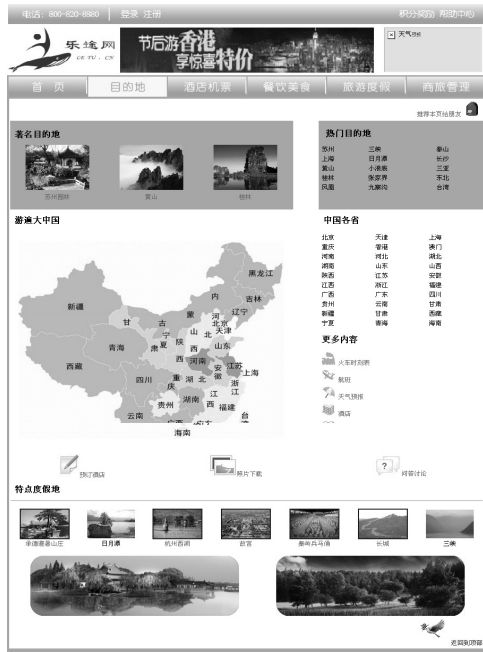 电话：800-820-8880 | 登录 注册
积分奖励 帮助中心
乐途网
节后游香港
享惊喜特价
天气预报
首 页
目的地
酒店机票
餐饮美食
旅游度假
商旅管理
推荐本页给朋友
著名目的地
苏州园林
黄山
桂林
热门目的地
苏州 三峡 泰山
上海 日月潭 长沙
黄山 小浪底 三亚
桂林 张家界 东北
凤凰 九寨沟 台湾
游遍大中国
黑龙江
内
吉林
新疆
蒙
辽宁
甘
古
河
北京
北
天津
宁
夏
山
西
陕
西
山东
青海
肃
河南
江苏
西藏
安
徽
上海
四川
重
庆
湖 北
浙
江
贵州
湖南
江
西
福建
云南
台
海南
中国各省
北京 天津 上海
重庆 香港 澳门
河南 河北 湖北
湖南 山东 山西
陕西 江苏 安徽
江西 浙江 福建
广西 广东 四川
贵州 云南 甘肃
新疆 甘肃 西藏
宁夏 青海 海南
更多内容
火车时刻表
航班
天气预报
酒店
预订酒店
照片下载
问答讨论
特点度假地
承德避暑山庄
日月潭
杭州西湖
故宫
秦岭兵马俑
长城
三峡
返回到顶部